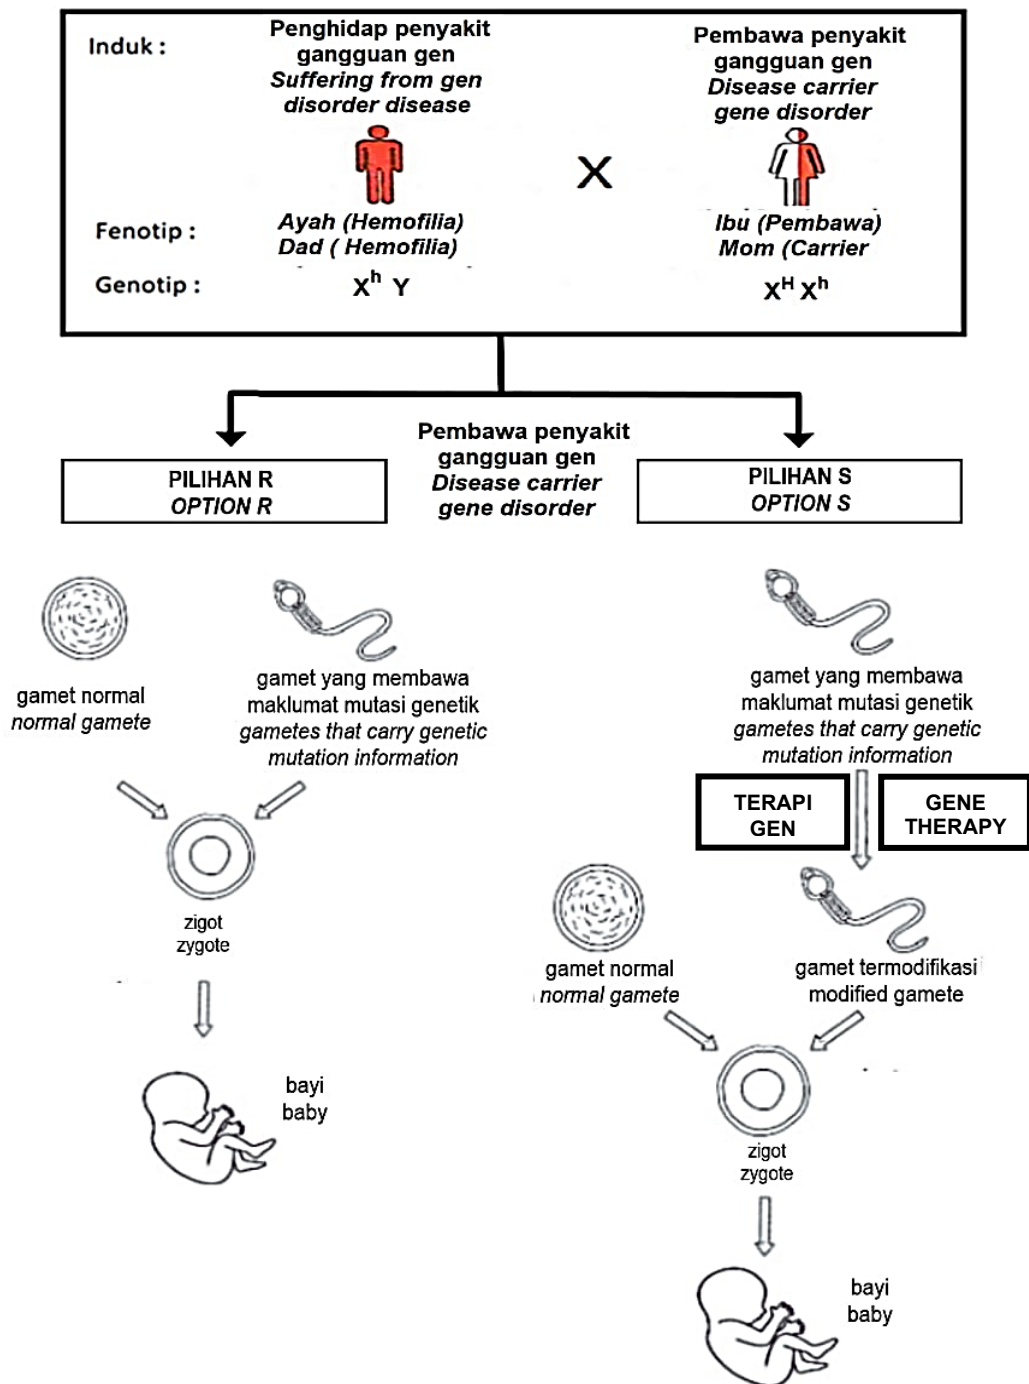 Induk :
Penghidap penyakit
gangguan gen
Suffering from gen
disorder disease
Pembawa penyakit
gangguan gen
Disease carrier
gene disorder
X
Fenotip :
Ayah (Hemofilia)
Dad ( Hemofilia)
Ibu (Pembawa)
Mom (Carrier
Genotip :
Xʰ Y
Xᴴ Xʰ
Pembawa penyakit
gangguan gen
Disease carrier
gene disorder
PILIHAN R
OPTION R
PILIHAN S
OPTION S
gamet normal
normal gamete
gamet yang membawa
maklumat mutasi genetik
gametes that carry genetic
mutation information
zigot
zygote
bayi
baby
gamet yang membawa
maklumat mutasi genetik
gametes that carry genetic
mutation information
TERAPI
GEN
GENE
THERAPY
gamet normal
normal gamete
gamet termodifikasi
modified gamete
zigot
zygote
bayi
baby